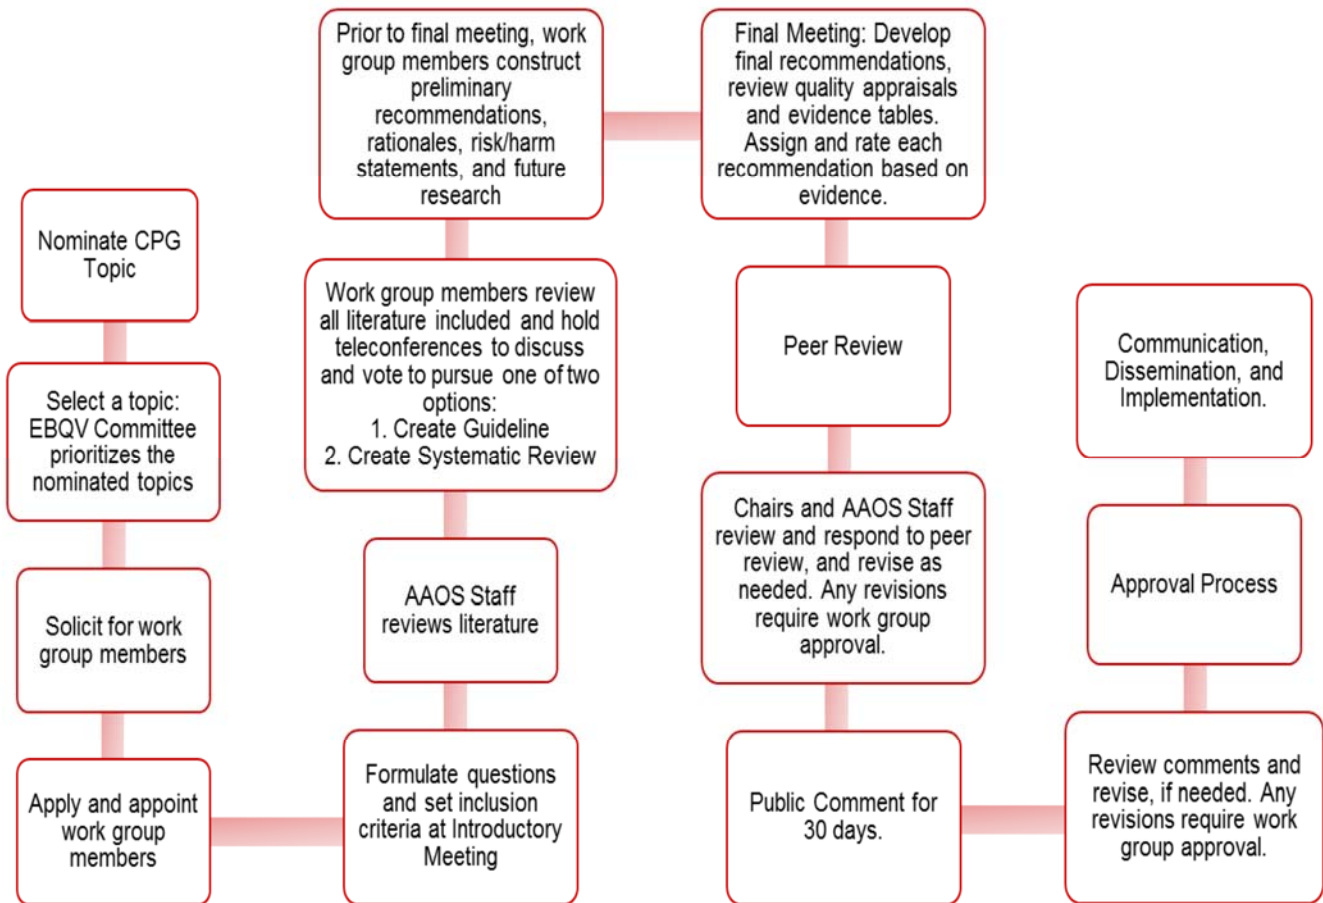 Nominate CPG
Topic
Select a topic:
EBQV Committee
prioritizes the
nominated topics
Solicit for work
group members
Apply and appoint
work group
members
Formulate questions
and set inclusion
criteria at Introductory
Meeting
AAOS Staff
reviews literature
Work group members review
all literature included and hold
teleconferences to discuss
and vote to pursue one of two
options:
1. Create Guideline
2. Create Systematic Review
Prior to final meeting, work
group members construct
preliminary
recommendations,
rationales, risk/harm
statements, and future
research
Final Meeting: Develop
final recommendations,
review quality appraisals
and evidence tables.
Assign and rate each
recommendation based on
evidence.
Peer Review
Chairs and AAOS Staff
review and respond to peer
review, and revise as
needed. Any revisions
require work group
approval.
Public Comment for
30 days.
Review comments and
revise, if needed. Any
revisions require work
group approval.
Approval Process
Communication,
Dissemination, and
Implementation.